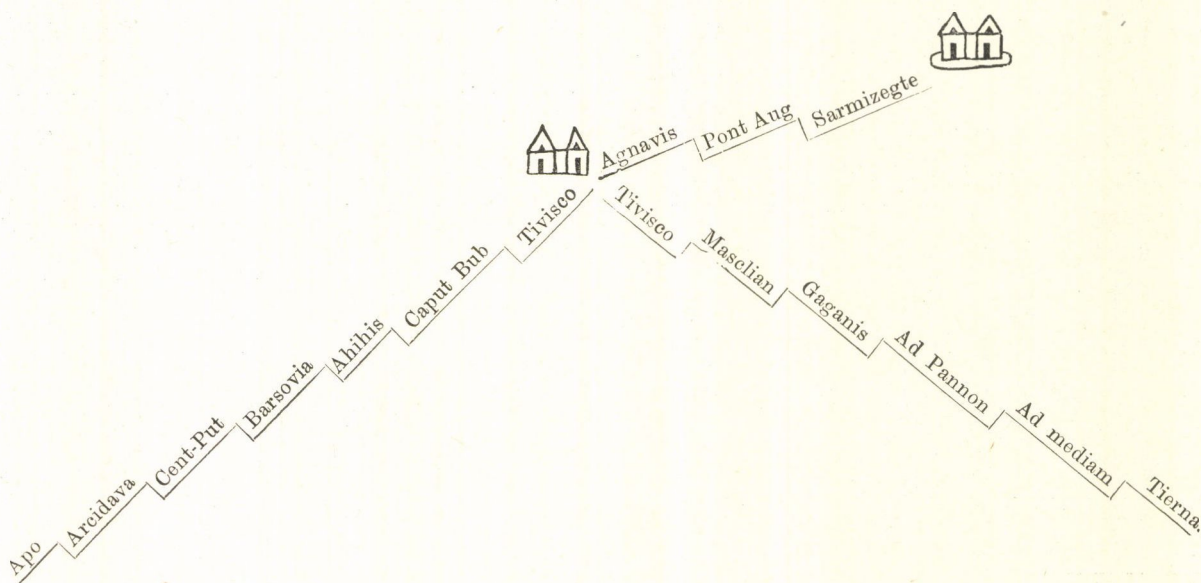 Sarmizegte
Pont Aug
Agnavis
Tivisco
Caput Bub
Ahihis
Barsovia
Cent-Put
Arcidava
Apo
Tivisco
Masclian
Gaganis
Ad Pannon
Ad mediam
Tierna.